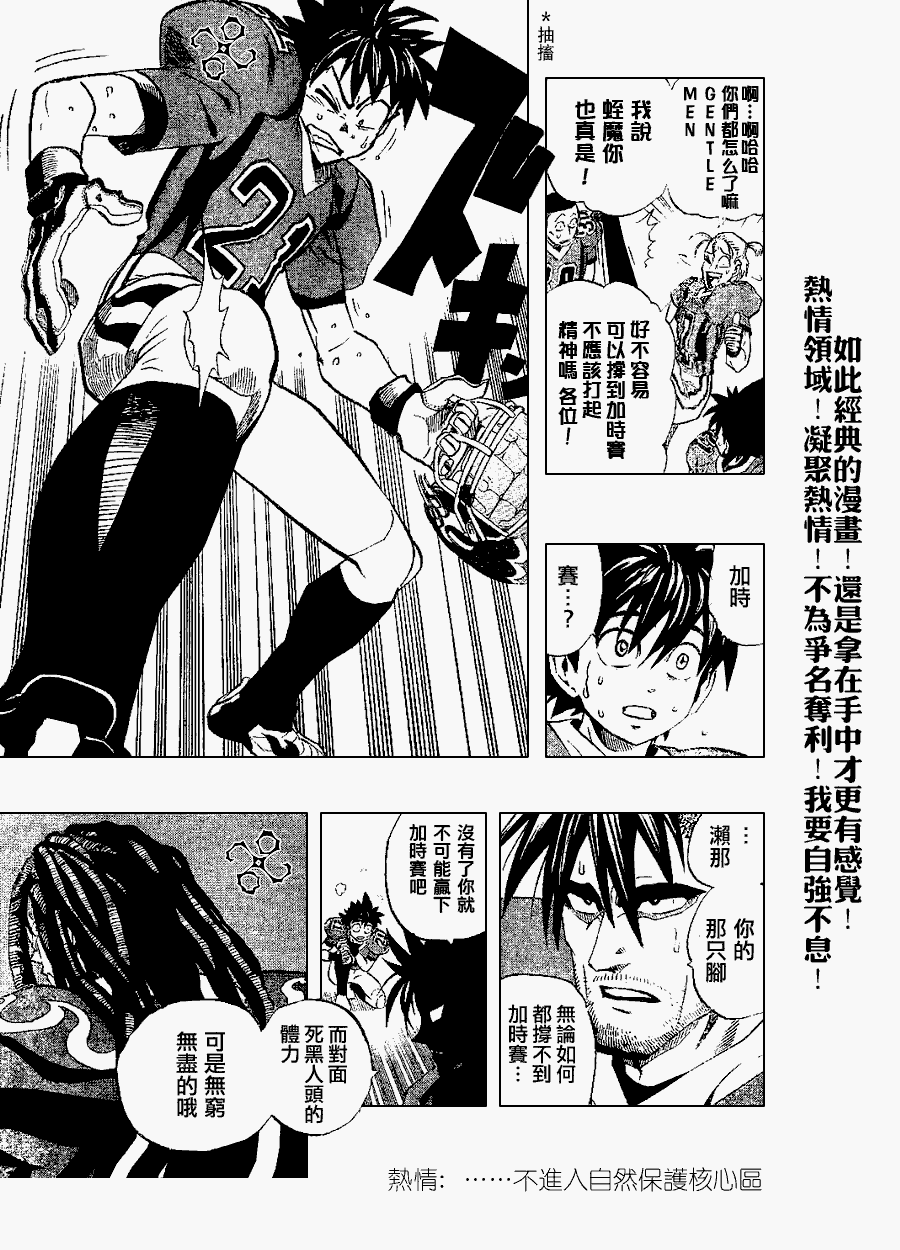 如此經典的漫畫！還是拿在手中才更有感覺！
熱情領域！凝聚熱情！不為爭名奪利！我要自強不息！
*抽搐
啊…啊哈哈
你們都怎么了嘛
GENTLE
MEN
我說
蛭魔你
也真是！
好不容易
可以撐到加時賽
不應該打起
精神嗎 各位！
ズキッ
加時
賽…？
…
瀨那
你的
那只腳
無論如何
都撐不到
加時賽…
沒有了你就
不可能贏下
加時賽吧
而對面
死黑人頭的
體力
可是無窮
無盡的哦
熱情：……不進入自然保護核心區
21